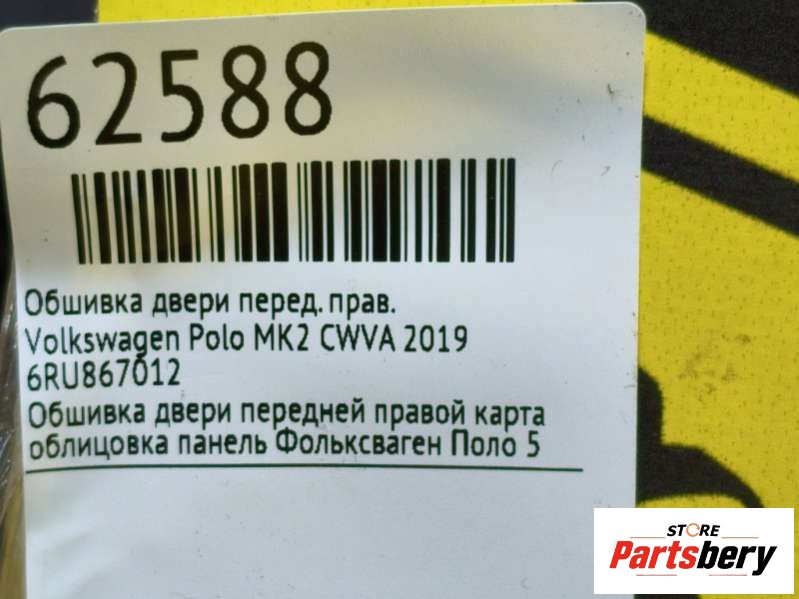 62588
Обшивка двери перед. прав.
Volkswagen Polo MK2 CWVA 2019
6RU867012
Обшивка двери передней правой карта
облицовка панель Фольксваген Поло 5
STORE
Partsbery